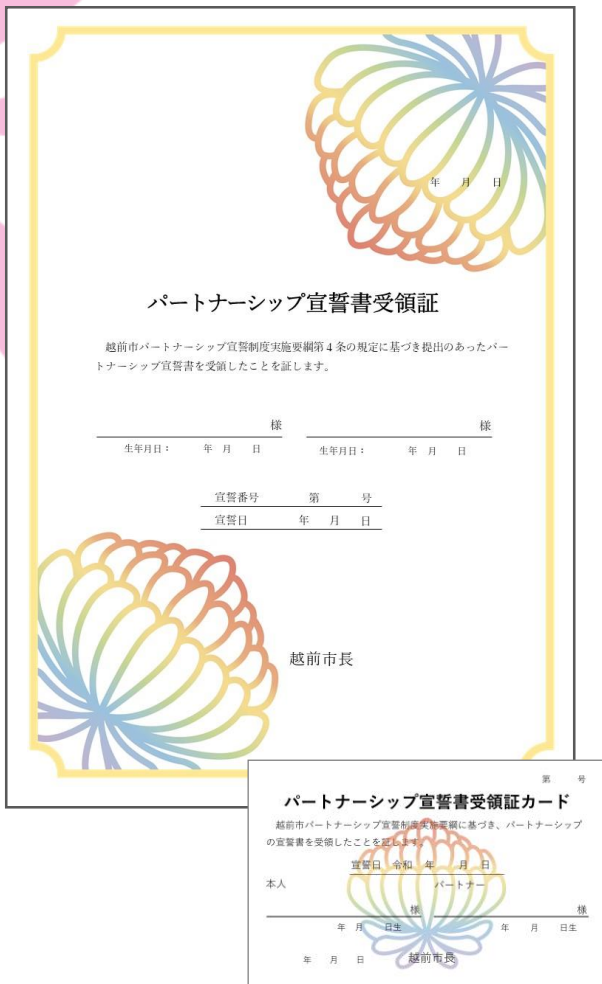 年 月 日
パートナーシップ宣誓書受領証
越前市パートナーシップ宣誓制度実施要綱第4条の規定に基づき提出のあったパー
トナーシップ宣誓書を受領したことを証します。
様 様
生年月日： 年 月 日 生年月日： 年 月 日
宣誓番号 第 号
宣誓日 年 月 日
越前市長
第 号
パートナーシップ宣誓書受領証カード
越前市パートナーシップ宣誓制度実施要綱に基づき、パートナーシップ
の宣誓書を受領したことを証します。
宣誓日 令和 年 月 日
本人 パートナー
様 様
年 月 日生 年 月 日生
年 月 日 越前市長